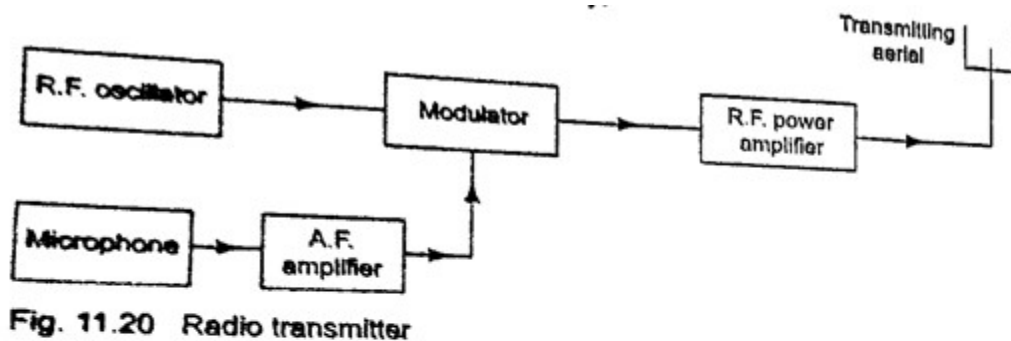 Transmitting
aerial
R.F. oscillator
Modulator
R.F. power
amplifier
Microphone
A.F.
amplifier
Fig. 11.20 Radio transmitter